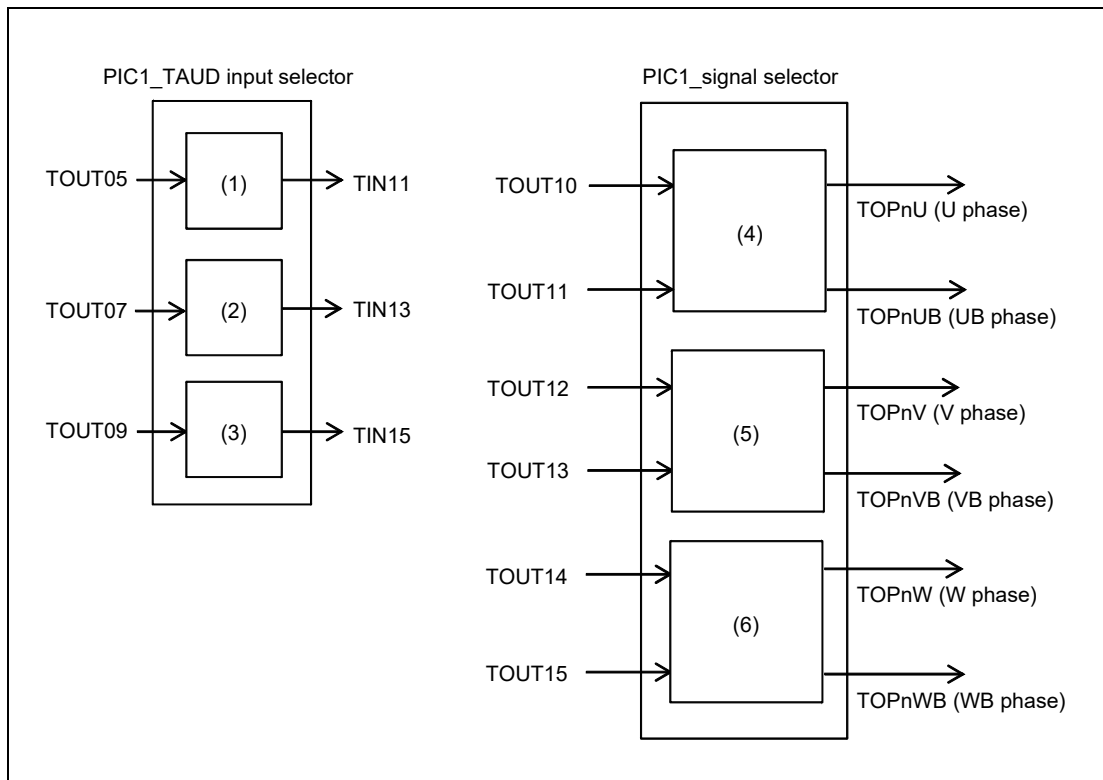 PIC1_TAUD input selector
TOUT05
(1)
TIN11
TOUT07
(2)
TIN13
TOUT09
(3)
TIN15
PIC1_signal selector
TOUT10
(4)
TOPnU (U phase)
TOUT11
TOPnUB (UB phase)
TOUT12
(5)
TOPnV (V phase)
TOUT13
TOPnVB (VB phase)
TOUT14
(6)
TOPnW (W phase)
TOUT15
TOPnWB (WB phase)